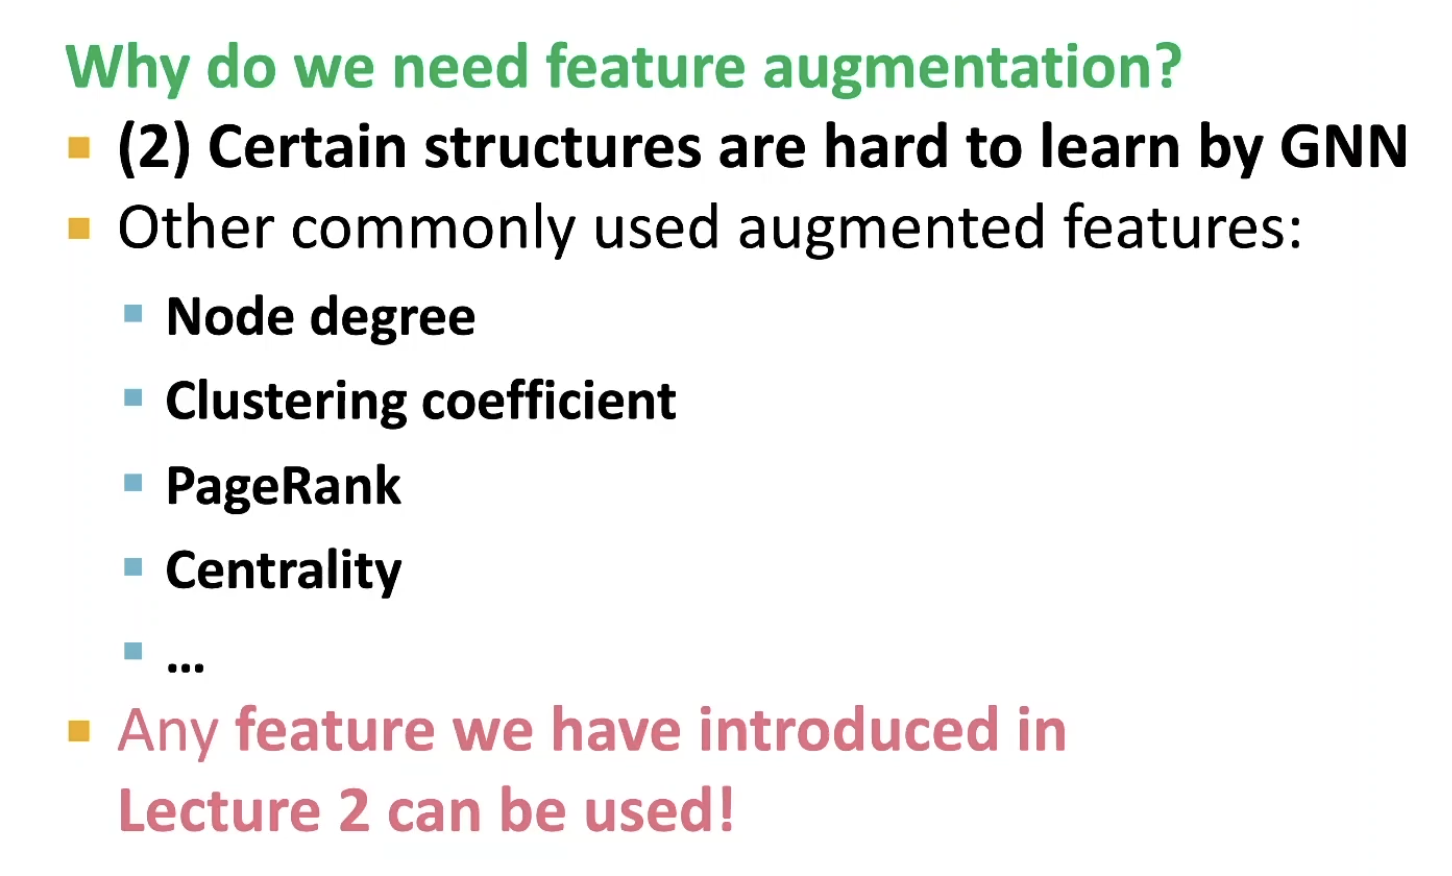 Why do we need feature augmentation?
(2) Certain structures are hard to learn by GNN
Other commonly used augmented features:
Node degree
Clustering coefficient
PageRank
Centrality
…
Any feature we have introduced in
Lecture 2 can be used!